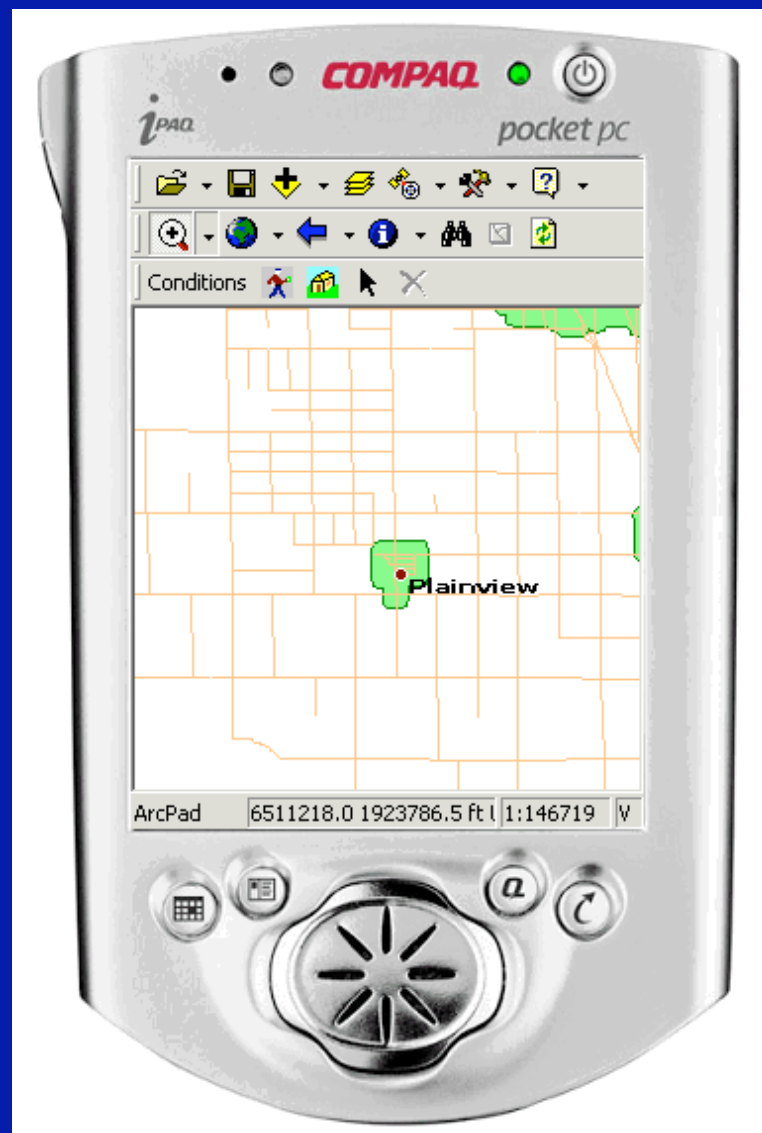 COMPAQ
iPAQ pocket pc
Conditions
Plainview
ArcPad 6511218.0 1923786.5 ft 1:146719 V